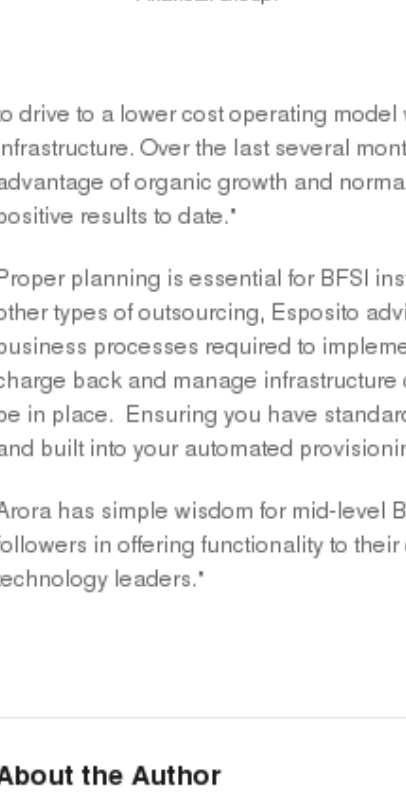 to drive to a lower cost operating model
nfrastructure. Over the last several mont
advantage of organic growth and norma
positive results to date."
Proper planning is essential for BFSI ins
other types of outsourcing, Esposito advi
business processes required to impleme
charge back and manage infrastructure
be in place.  Ensuring you have standard
and built into your automated provisionin
Arora has simple wisdom for mid-level B
followers in offering functionality to their
technology leaders."
About the Author